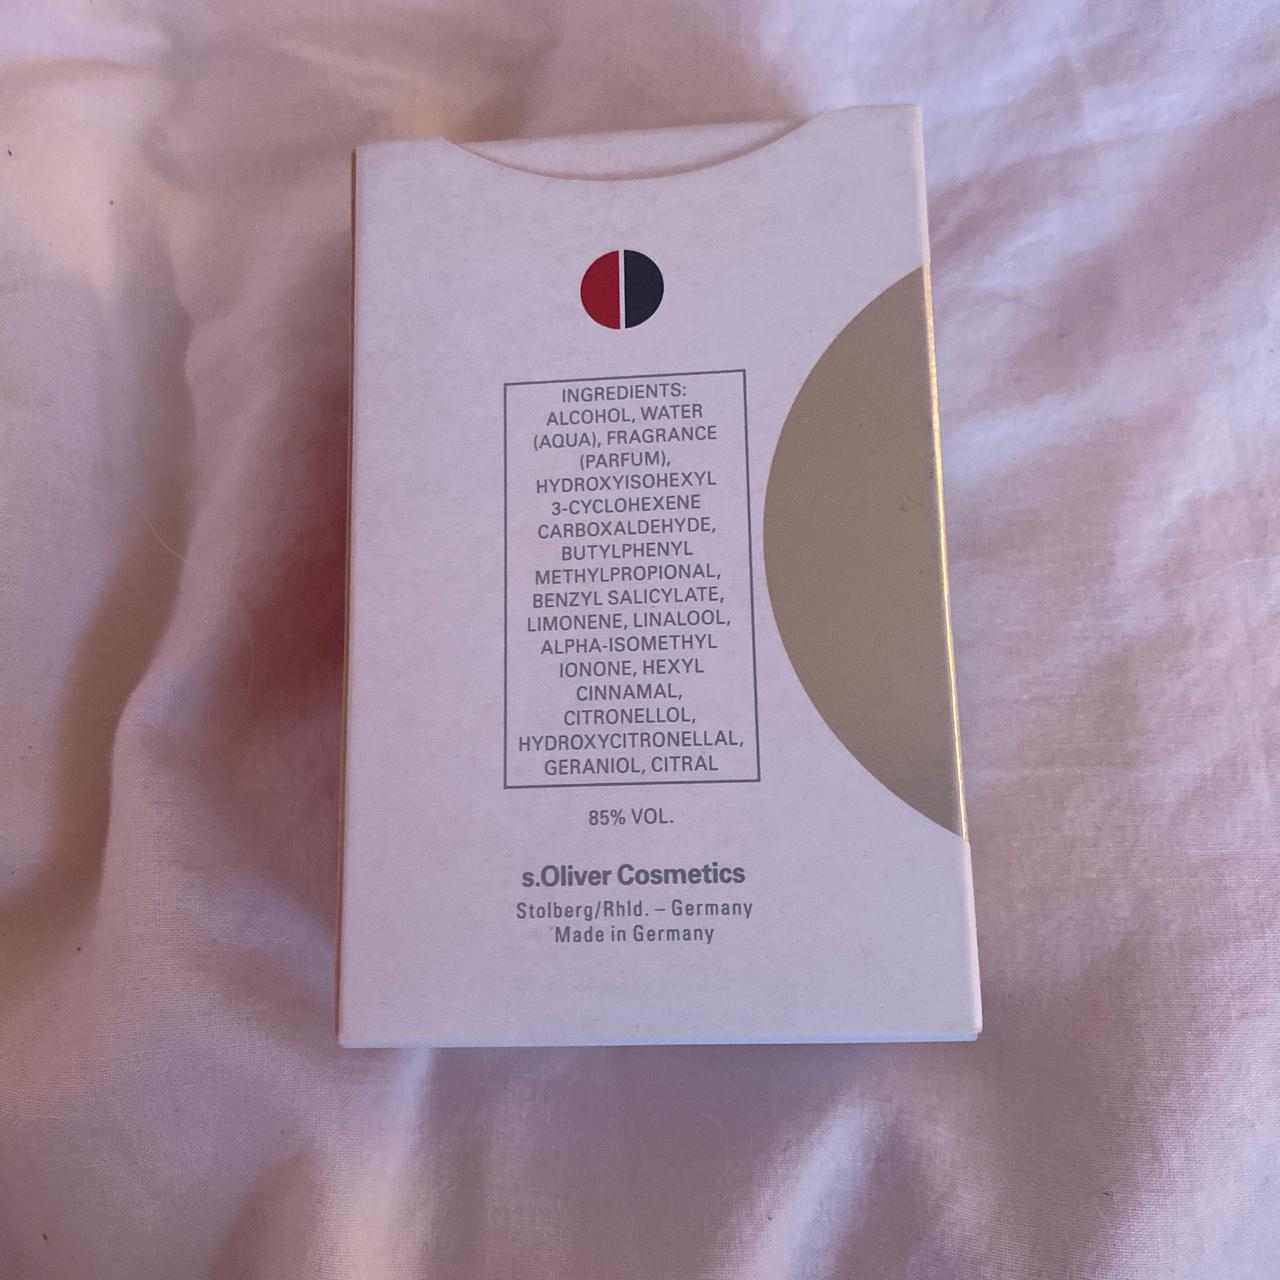 INGREDIENTS:
ALCOHOL, WATER
(AQUA), FRAGRANCE
(PARFUM),
HYDROXYISOHEXYL
3-CYCLOHEXENE
CARBOXALDEHYDE,
BUTYLPHENYL
METHYLPROPIONAL,
BENZYL SALICYLATE,
LIMONENE, LINALOOL,
ALPHA-ISOMETHYL
IONONE, HEXYL
CINNAMAL,
CITRONELLOL,
HYDROXYCITRONELLAL,
GERANIOL, CITRAL
85% VOL.
s.Oliver Cosmetics
Stolberg/Rhld. – Germany
Made in Germany